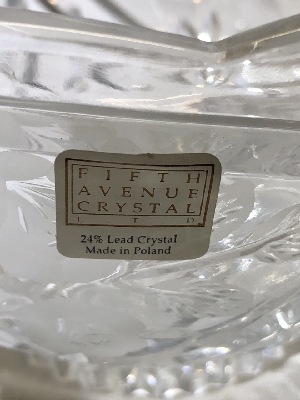 FIFTH
AVENUE
CRYSTAL
LTD
24% Lead Crystal
Made in Poland